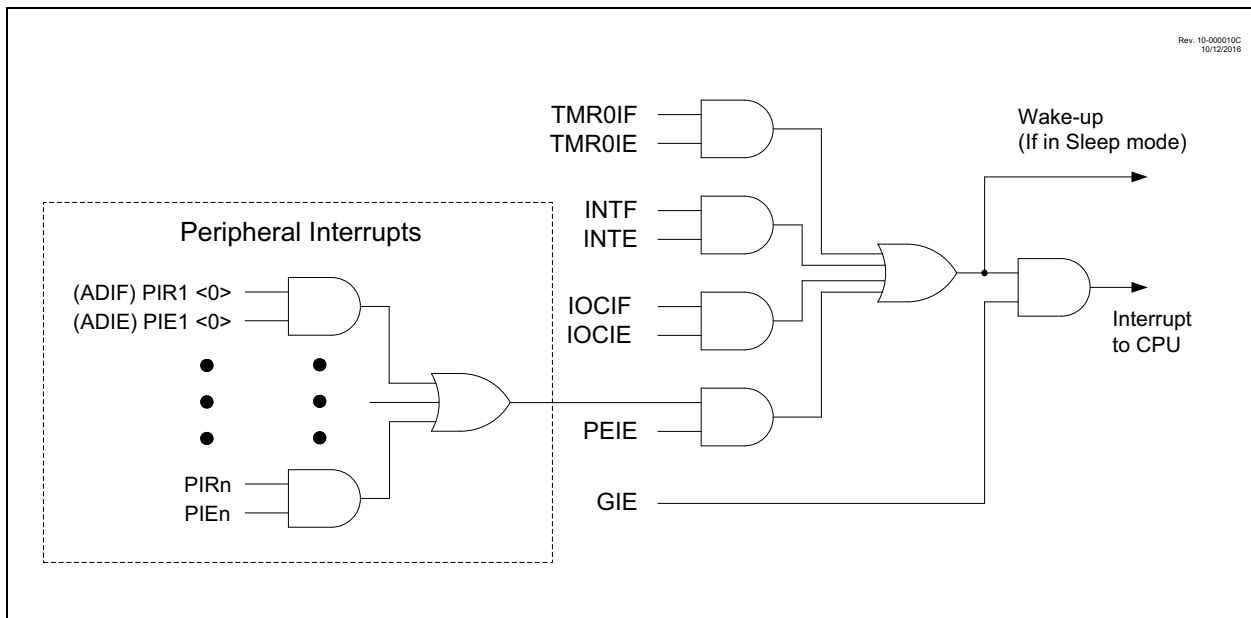 Rev. 10-000010C
10/12/2016
TMR0IF
TMR0IE
Wake-up
(If in Sleep mode)
INTF
INTE
Peripheral Interrupts
(ADIF) PIR1 <0>
(ADIE) PIE1 <0>
IOCIF
IOCIE
Interrupt
to CPU
PEIE
PIRn
PIEn
GIE